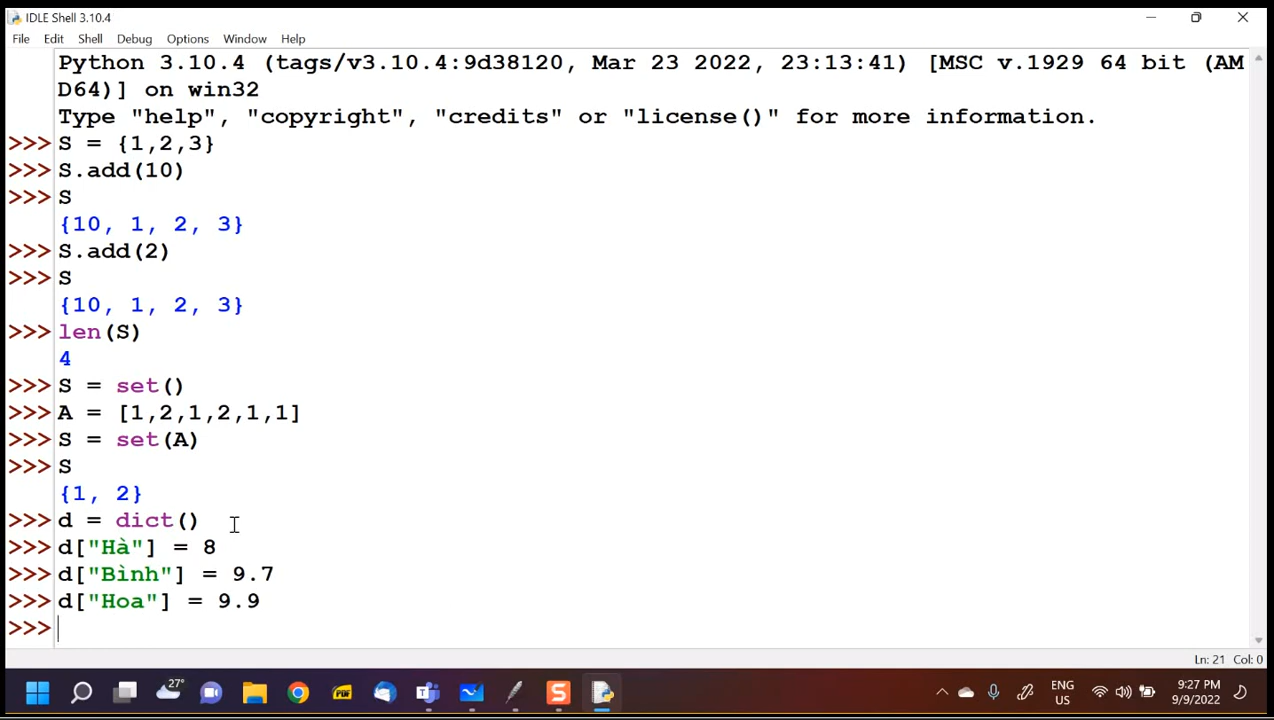 IDLE Shell 3.10.4
File Edit Shell Debug Options Window Help
Python 3.10.4 (tags/v3.10.4:9d38120, Mar 23 2022, 23:13:41) [MSC v.1929 64 bit (AM
D64)] on win32
Type "help", "copyright", "credits" or "license()" for more information.
>>> S = {1,2,3}
>>> S.add(10)
>>> S
{10, 1, 2, 3}
>>> S.add(2)
>>> S
{10, 1, 2, 3}
>>> len(S)
4
>>> S = set()
>>> A = [1,2,1,2,1,1]
>>> S = set(A)
>>> S
{1, 2}
>>> d = dict()
>>> d["Hà"] = 8
>>> d["Bình"] = 9.7
>>> d["Hoa"] = 9.9
>>>
Ln: 21 Col: 0
27°
PDF
S
ENG
US
9:27 PM
9/9/2022